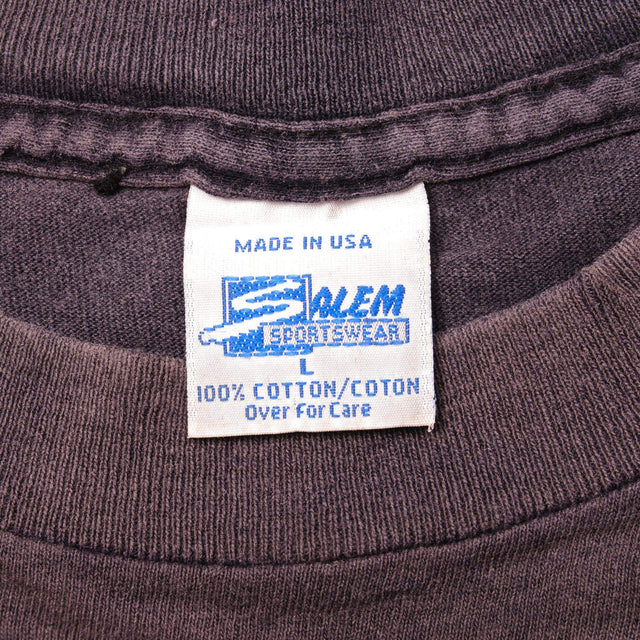 MADE IN USA
SALEM
SPORTSWEAR
L
100% COTTON/COTON
Over For Care